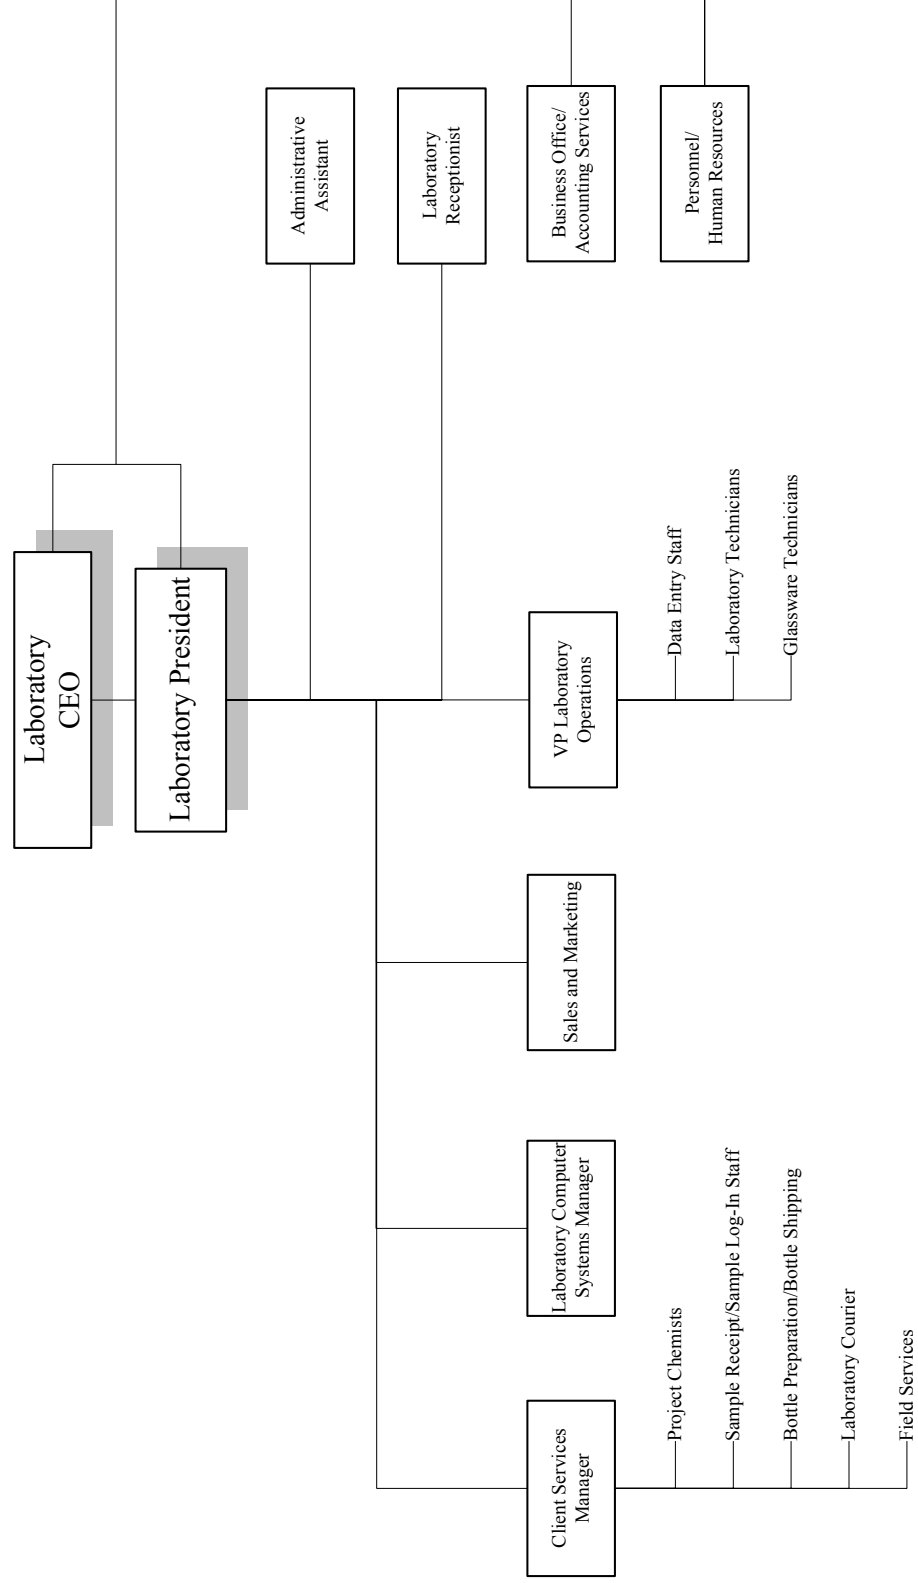 Laboratory
CEO
Laboratory President
Administrative
Assistant
Laboratory
Receptionist
Client Services
Manager
Laboratory Computer
Systems Manager
Sales and Marketing
VP Laboratory
Operations
Business Office/
Accounting Services
Personnel/
Human Resources
Project Chemists
Sample Receipt/Sample Log-In Staff
Bottle Preparation/Bottle Shipping
Laboratory Courier
Field Services
Data Entry Staff
Laboratory Technicians
Glassware Technicians